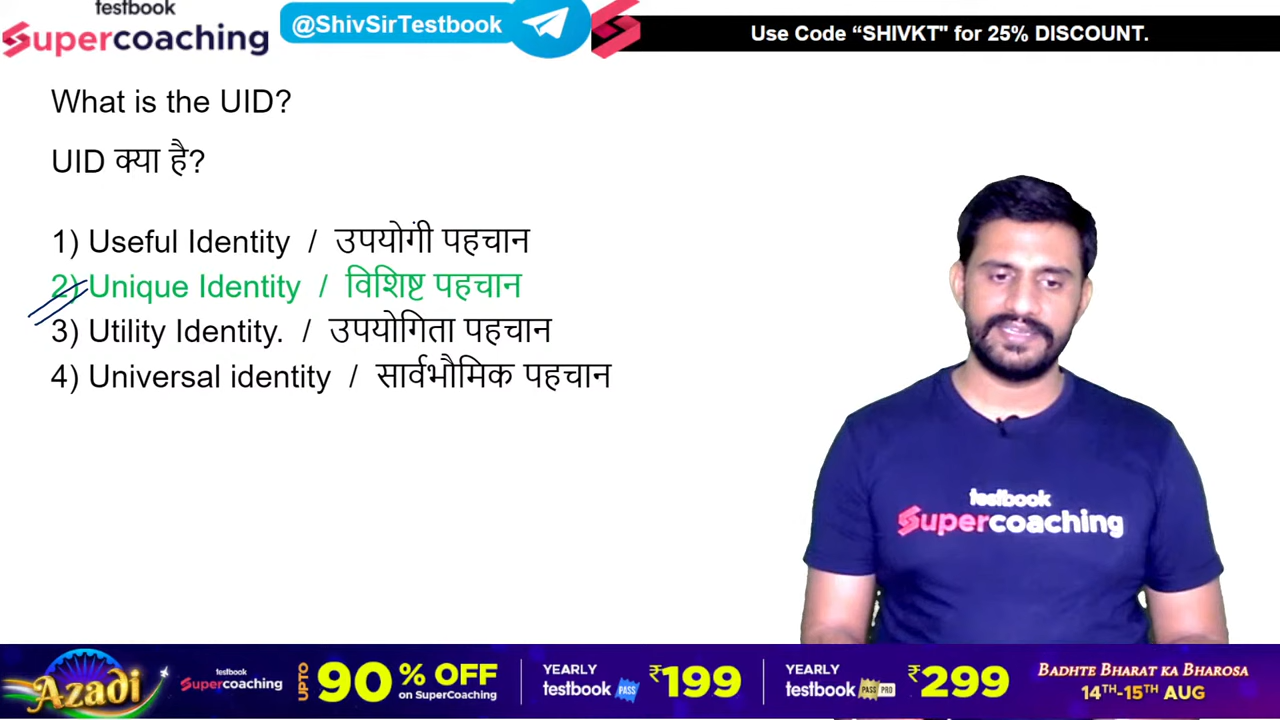 testbook
Supercoaching
@ShivSirTestbook
Use Code “SHIVKT" for 25% DISCOUNT.
What is the UID?
UID क्या है?
1) Useful Identity / उपयोगी पहचान
2) Unique Identity / विशिष्ट पहचान
3) Utility Identity. / उपयोगिता पहचान
4) Universal identity / सार्वभौमिक पहचान
testbook
Supercoaching
Azadi
testbook
Supercoaching
UPTO 90% OFF
on SuperCoaching
YEARLY
testbook PASS
₹199
YEARLY
testbook PASS PRO
₹299
BADHTE BHARAT KA BHAROSA
14TH-15TH AUG